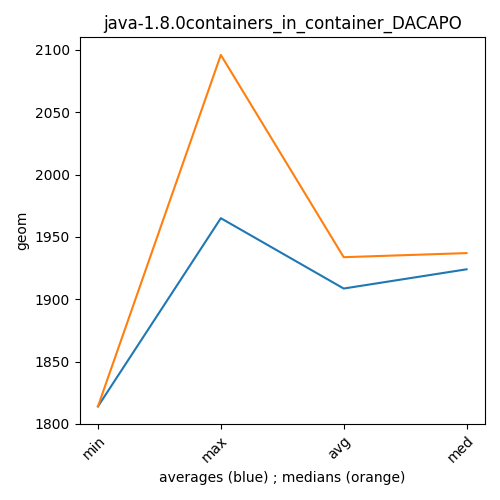 java-1.8.0containers_in_container_DACAPO
2100
2050
2000
1950
1900
1850
1800
geom
min
max
avg
med
averages (blue) ; medians (orange)